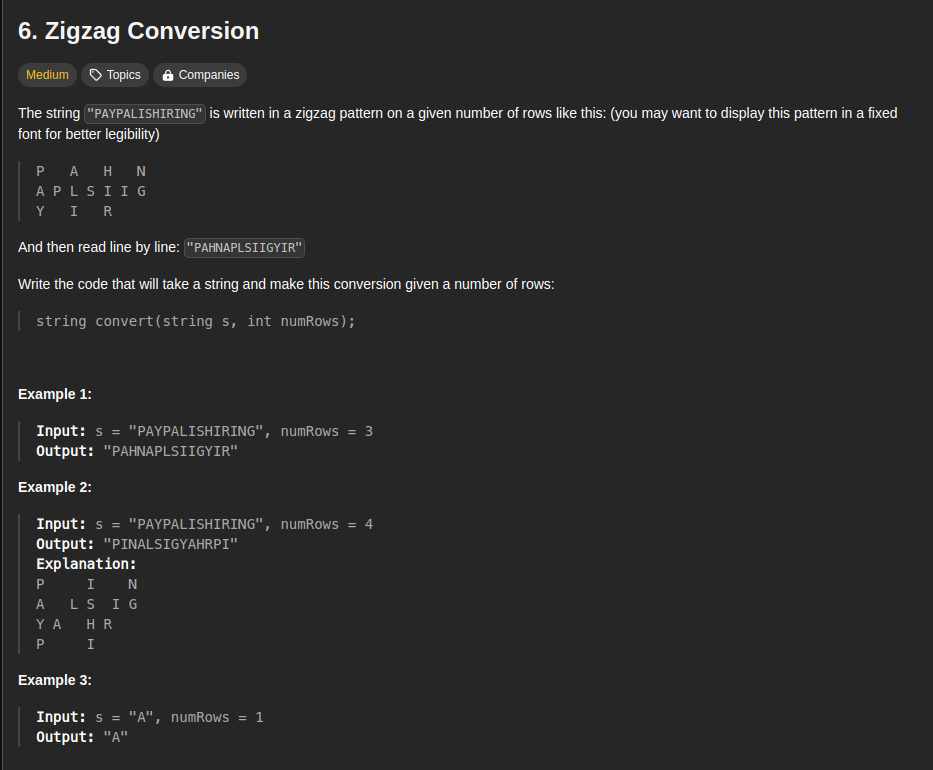 6. Zigzag Conversion
Medium Topics Companies
The string "PAYPALISHIRING" is written in a zigzag pattern on a given number of rows like this: (you may want to display this pattern in a fixed
font for better legibility)
P   A   H   N
A P L S I I G
Y   I   R
And then read line by line: "PAHNAPLSIIGYIR"
Write the code that will take a string and make this conversion given a number of rows:
string convert(string s, int numRows);
Example 1:
Input: s = "PAYPALISHIRING", numRows = 3
Output: "PAHNAPLSIIGYIR"
Example 2:
Input: s = "PAYPALISHIRING", numRows = 4
Output: "PINALSIGYAHRPI"
Explanation:
P     I    N
A   L S  I G
Y A   H R
P     I
Example 3:
Input: s = "A", numRows = 1
Output: "A"